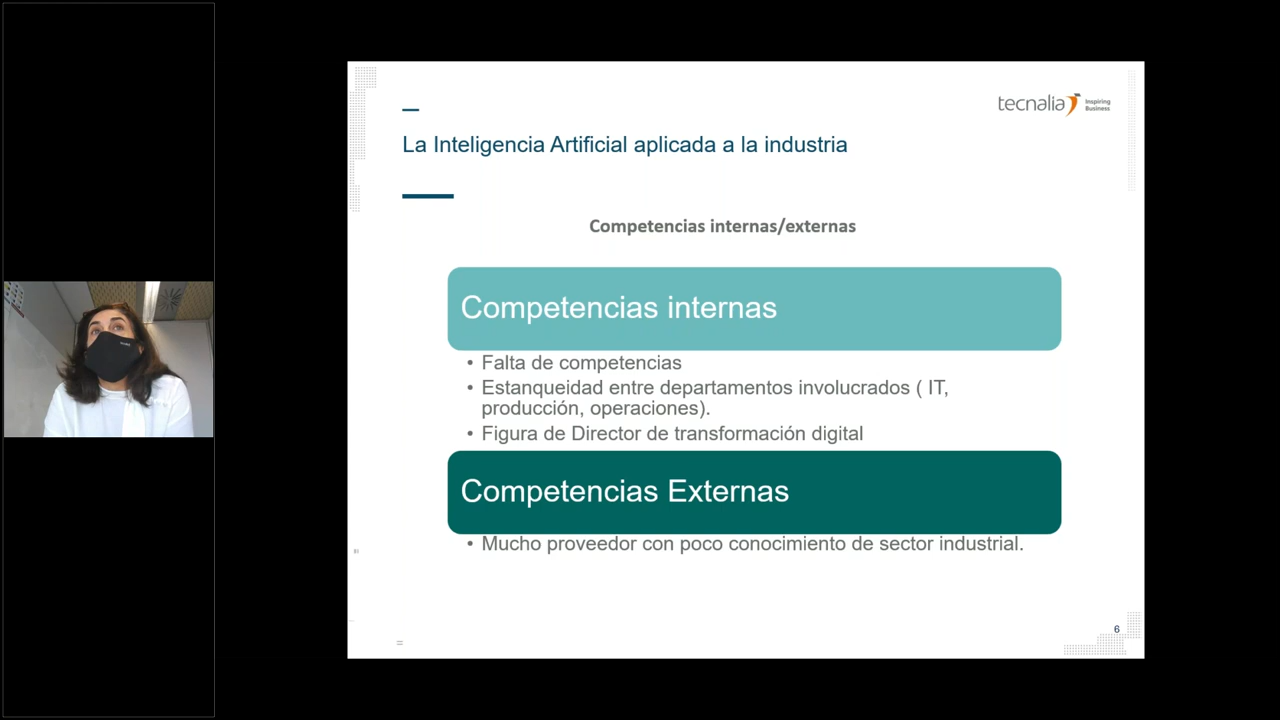 tecnalia Inspiring
Business
La Inteligencia Artificial aplicada a la industria
Competencias internas/externas
Competencias internas
• Falta de competencias
• Estanqueidad entre departamentos involucrados ( IT,
producción, operaciones).
• Figura de Director de transformación digital
Competencias Externas
• Mucho proveedor con poco conocimiento de sector industrial.
6